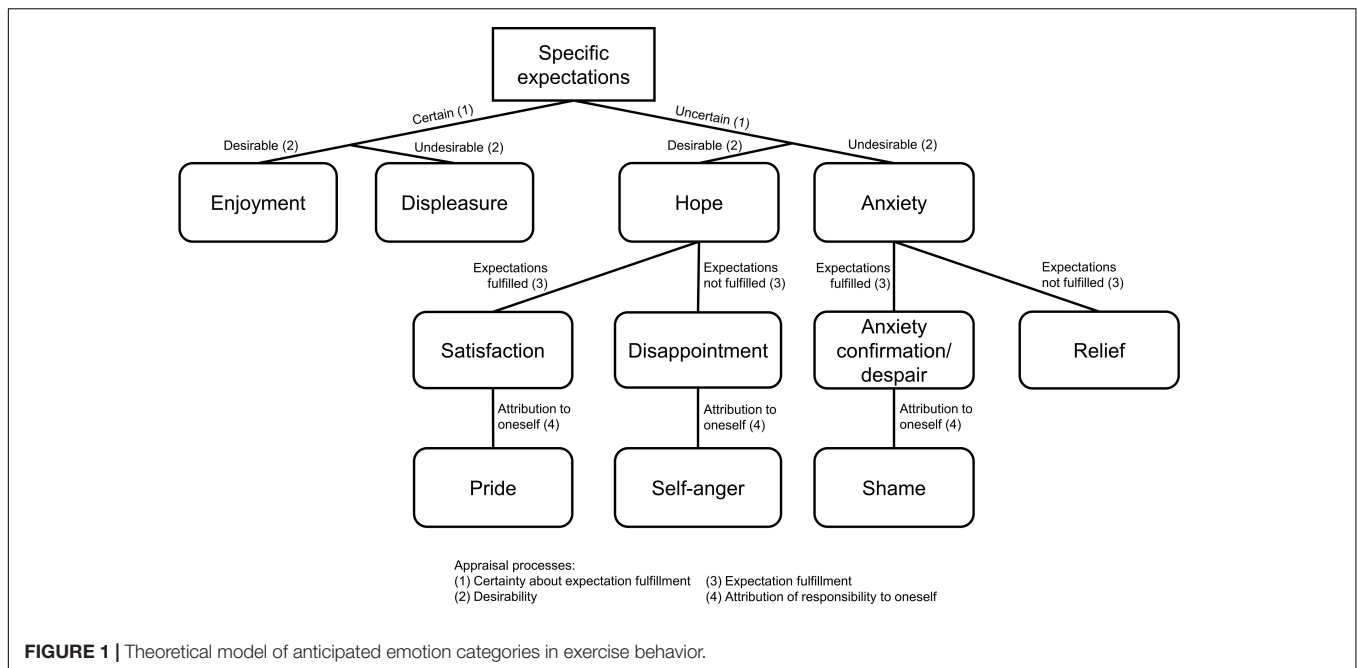 Specific
expectations
Certain (1)
Uncertain (1)
Desirable (2)
Undesirable (2)
Desirable (2)
Undesirable (2)
Enjoyment
Displeasure
Hope
Anxiety
Expectations
fulfilled (3)
Expectations
not fulfilled (3)
Expectations
fulfilled (3)
Expectations
not fulfilled (3)
Satisfaction
Disappointment
Anxiety
confirmation/
despair
Relief
Attribution to
oneself (4)
Attribution to
oneself (4)
Attribution to
oneself (4)
Pride
Self-anger
Shame
Appraisal processes:
(1) Certainty about expectation fulfillment (3) Expectation fulfillment
(2) Desirability (4) Attribution of responsibility to oneself
FIGURE 1 | Theoretical model of anticipated emotion categories in exercise behavior.